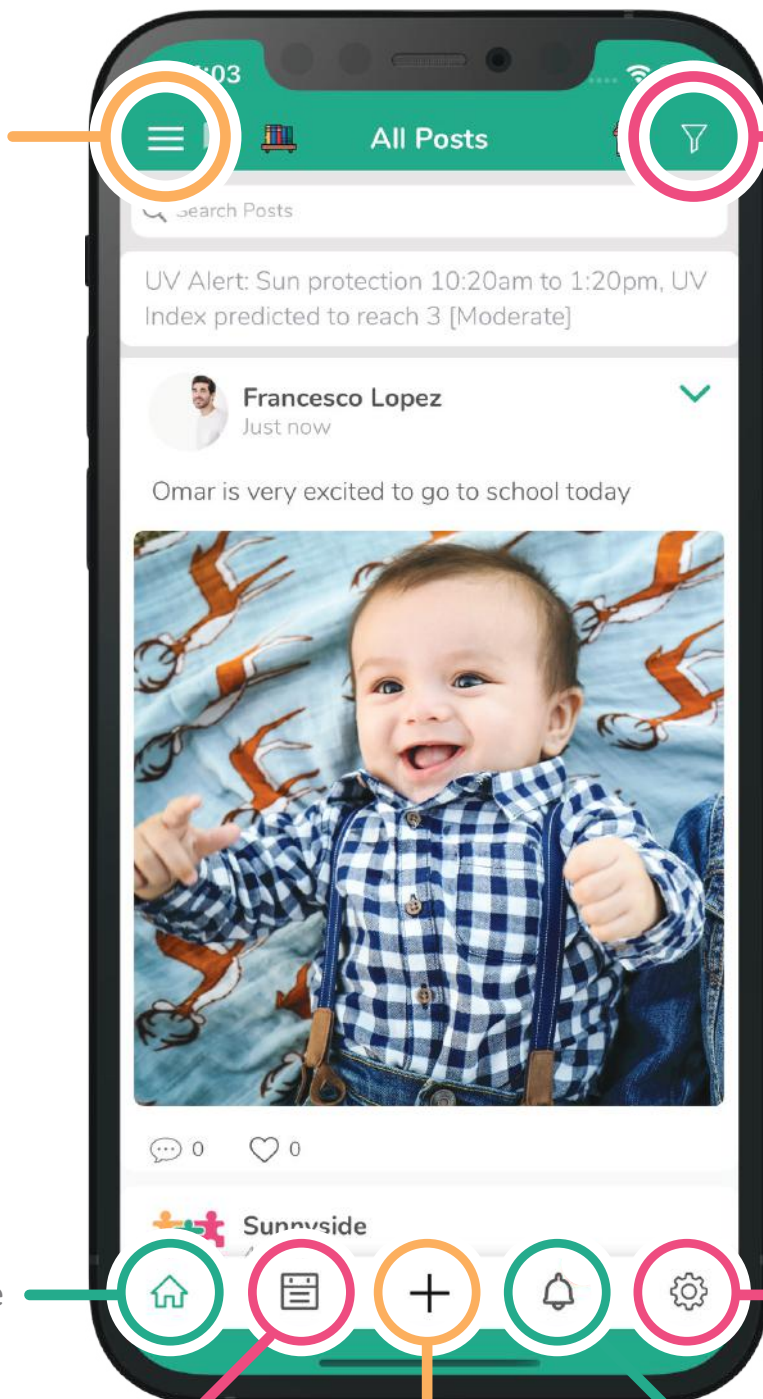 :03
All Posts
Search Posts
UV Alert: Sun protection 10:20am to 1:20pm, UV
Index predicted to reach 3 [Moderate]
Francesco Lopez
Just now
Omar is very excited to go to school today
0 0
Sunnyside
e